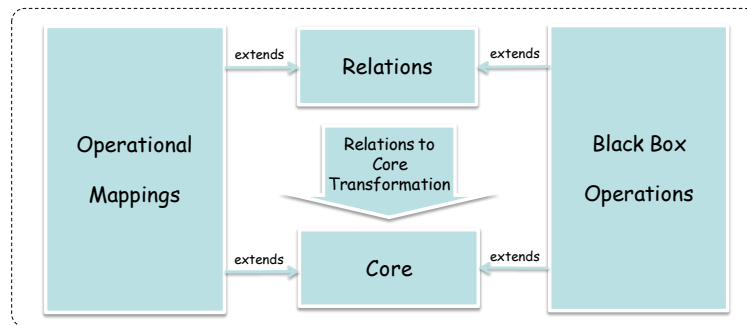 extends
Relations
extends
Operational
Mappings
Relations to
Core
Transformation
Black Box
Operations
extends
Core
extends